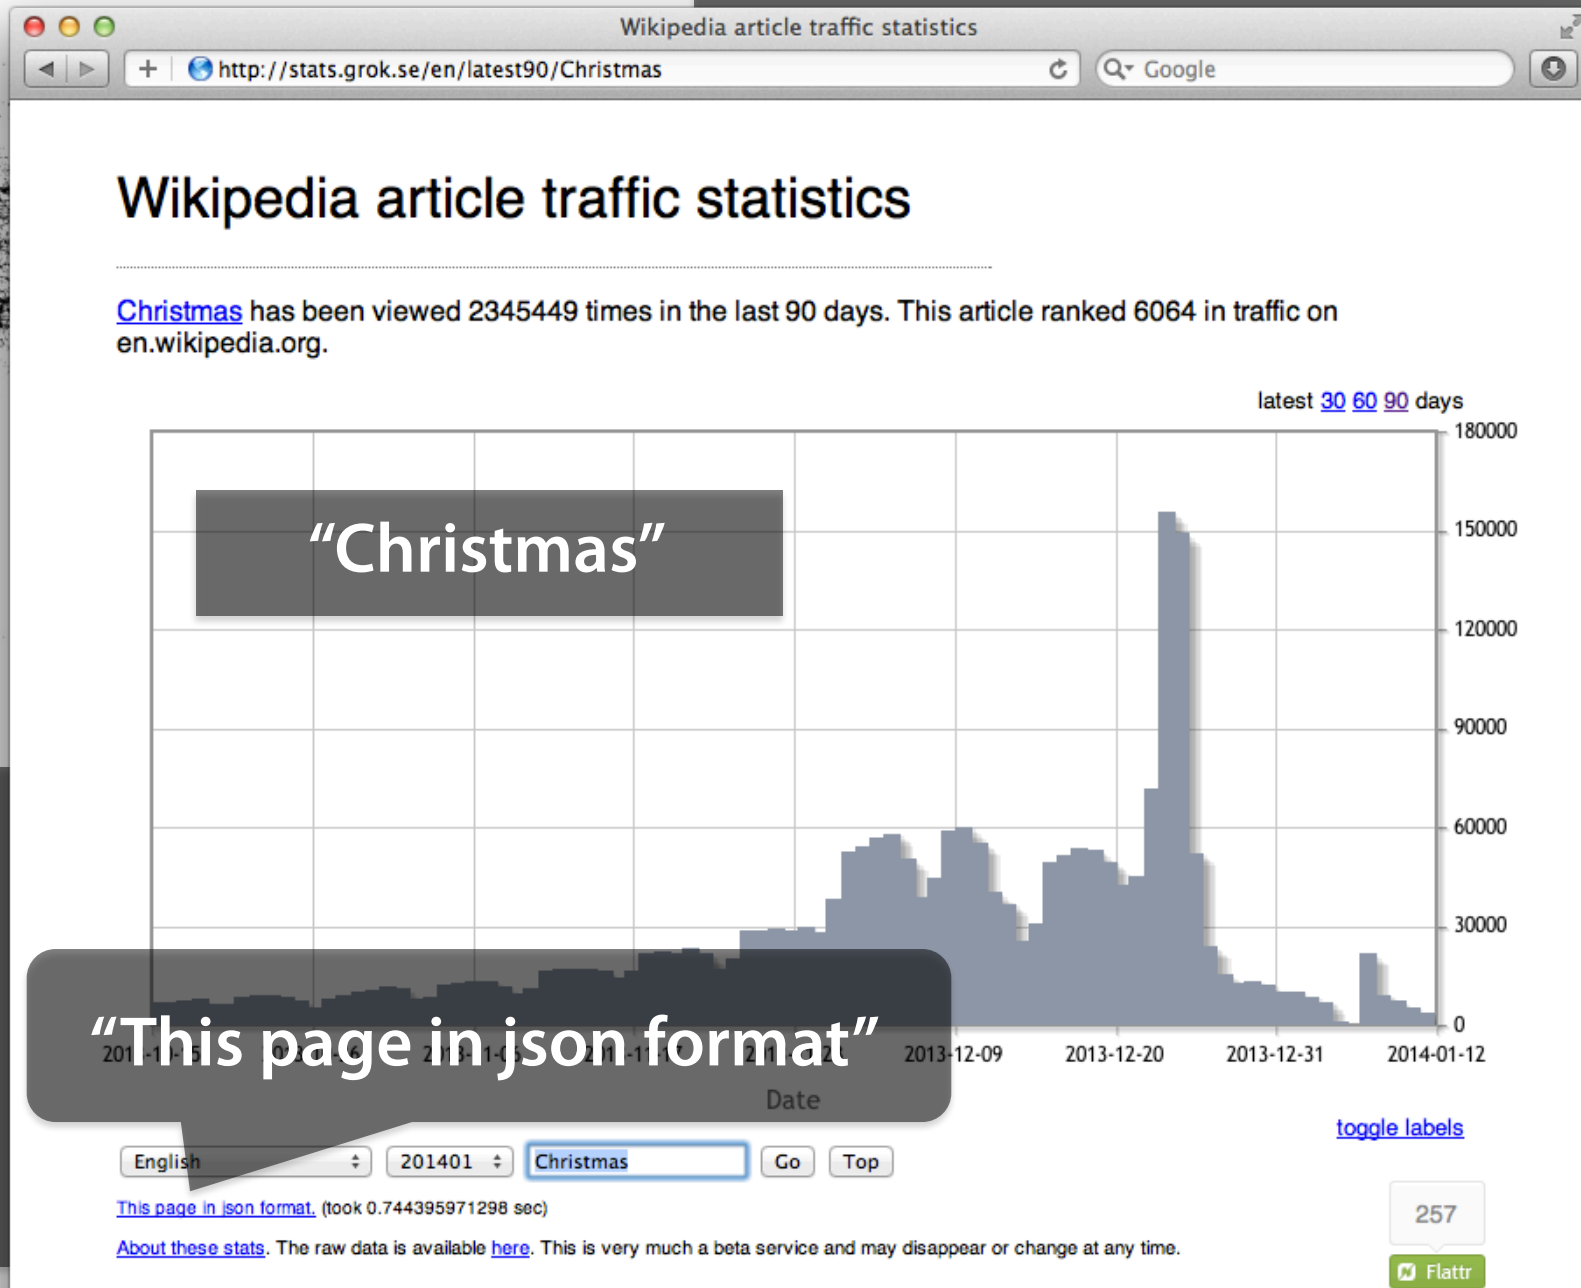 Wikipedia article traffic statistics
http://stats.grok.se/en/latest90/Christmas
Google
Wikipedia article traffic statistics
Christmas has been viewed 2345449 times in the last 90 days. This article ranked 6064 in traffic on
en.wikipedia.org.
latest 30 60 90 days
180000
“Christmas”
150000
120000
90000
60000
30000
0
“This page in json format”
2013-12-09 2013-12-20 2013-12-31 2014-01-12
Date
toggle labels
English 201401 Christmas Go Top
This page in json format. (took 0.744395971298 sec)
257
About these stats. The raw data is available here. This is very much a beta service and may disappear or change at any time.
Flattr